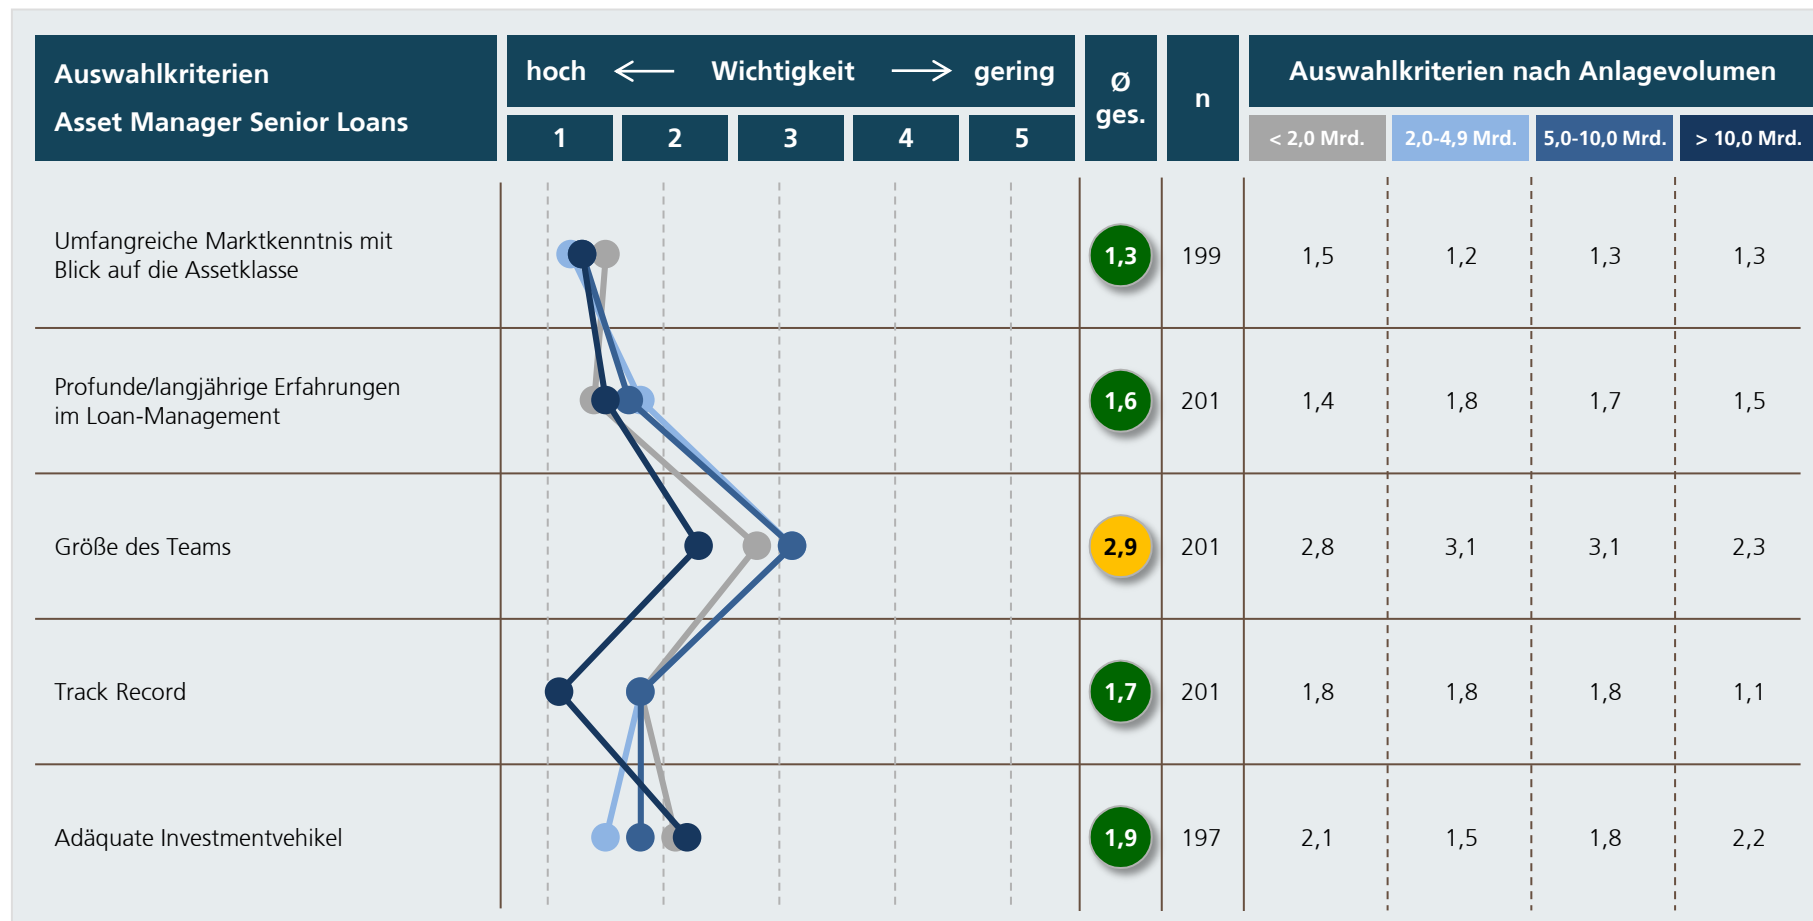 Auswahlkriterien
Asset Manager Senior Loans
hoch ← Wichtigkeit → gering
1 2 3 4 5
Ø
ges.
n
Auswahlkriterien nach Anlagevolumen
< 2,0 Mrd. 2,0-4,9 Mrd. 5,0-10,0 Mrd. > 10,0 Mrd.
Umfangreiche Marktkenntnis mit
Blick auf die Assetklasse
1,3 199 1,5 1,2 1,3 1,3
Profunde/langjährige Erfahrungen
im Loan-Management
1,6 201 1,4 1,8 1,7 1,5
Größe des Teams 2,9 201 2,8 3,1 3,1 2,3
Track Record 1,7 201 1,8 1,8 1,8 1,1
Adäquate Investmentvehikel 1,9 197 2,1 1,5 1,8 2,2